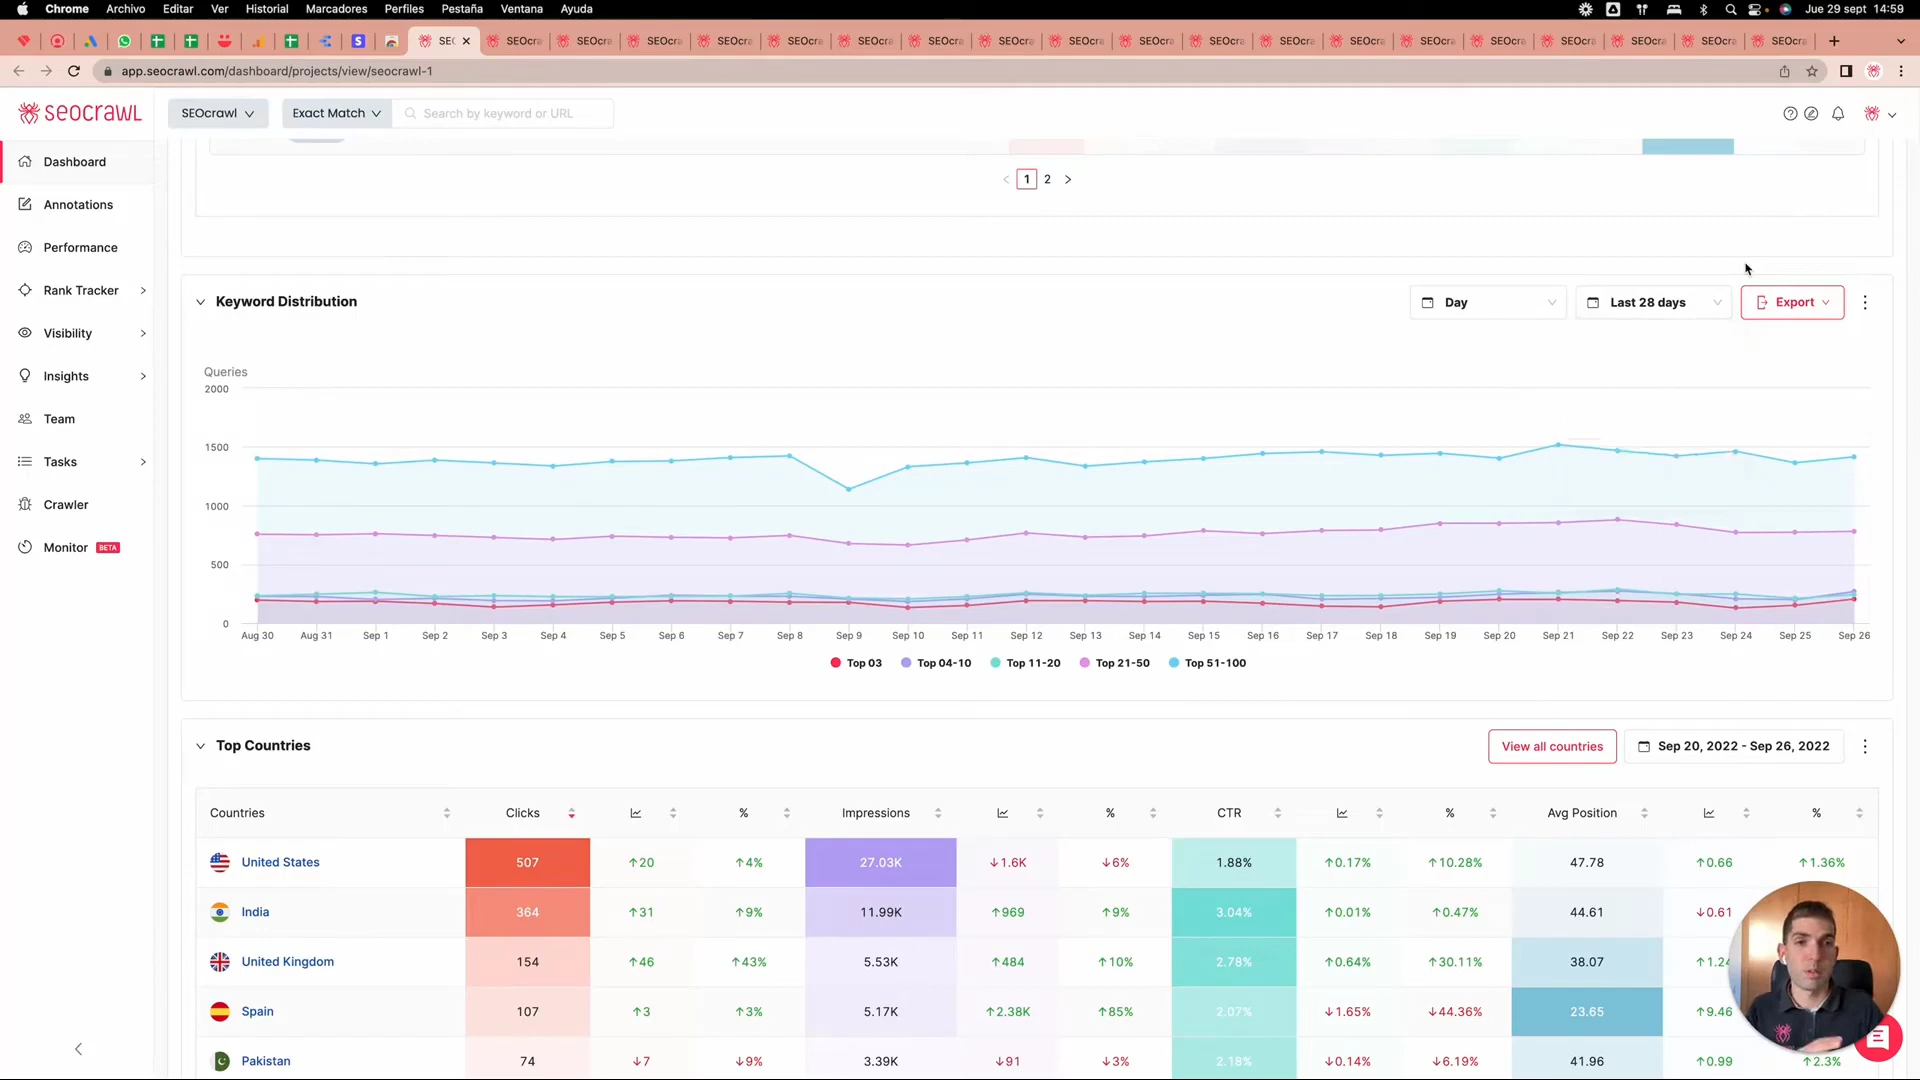 Chrome Archivo Editar Ver Historial Marcadores Perfiles Pestaña Ventana Ayuda Jue 29 sept 14:59
app.seocrawl.com/dashboard/projects/view/seocrawl-1
seocrawl SEOcrawl Exact Match Search by keyword or URL
Dashboard
Annotations
Performance
Rank Tracker
Visibility
Insights
Team
Tasks
Crawler
Monitor BETA
1 2
Keyword Distribution Day Last 28 days Export
Queries
2000
1500
1000
500
0
Aug 30 Aug 31 Sep 1 Sep 2 Sep 3 Sep 4 Sep 5 Sep 6 Sep 7 Sep 8 Sep 9 Sep 10 Sep 11 Sep 12 Sep 13 Sep 14 Sep 15 Sep 16 Sep 17 Sep 18 Sep 19 Sep 20 Sep 21 Sep 22 Sep 23 Sep 24 Sep 25 Sep 26
Top 03 Top 04-10 Top 11-20 Top 21-50 Top 51-100
Top Countries View all countries Sep 20, 2022 - Sep 26, 2022
Countries Clicks % Impressions % CTR % Avg Position %
United States 507 ↑20 ↑4% 27.03K ↓1.6K ↓6% 1.88% ↑0.17% ↑10.28% 47.78 ↑0.66 ↑1.36%
India 364 ↑31 ↑9% 11.99K ↑969 ↑9% 3.04% ↑0.01% ↑0.47% 44.61 ↓0.61
United Kingdom 154 ↑46 ↑43% 5.53K ↑484 ↑10% 2.78% ↑0.64% ↑30.11% 38.07
Spain 107 ↑3 ↑3% 5.17K ↑2.38K ↑85% 2.07% ↓1.65% ↓44.36% 23.65 ↑9.46
Pakistan 74 ↓7 ↓9% 3.39K ↓91 ↓3% 2.18% ↓0.14% ↓6.19% 41.96 ↑0.99 ↑2.3%